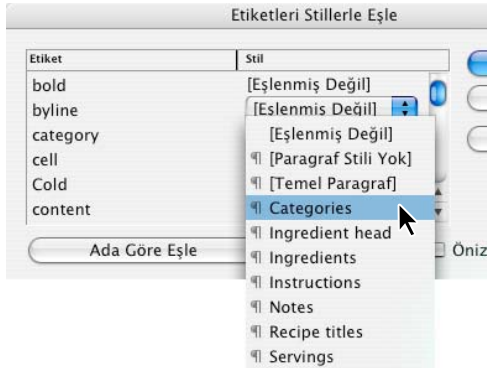 Etiketleri Stillerle Eşle
Etiket Stil
bold [Eşlenmiş Değil]
byline [Eşlenmiş Değil]
category [Eşlenmiş Değil]
cell ¶ [Paragraf Stili Yok]
Cold ¶ [Temel Paragraf]
content ¶ Categories
¶ Ingredient head
Ada Göre Eşle ¶ Ingredients Öniz
¶ Instructions
¶ Notes
¶ Recipe titles
¶ Servings